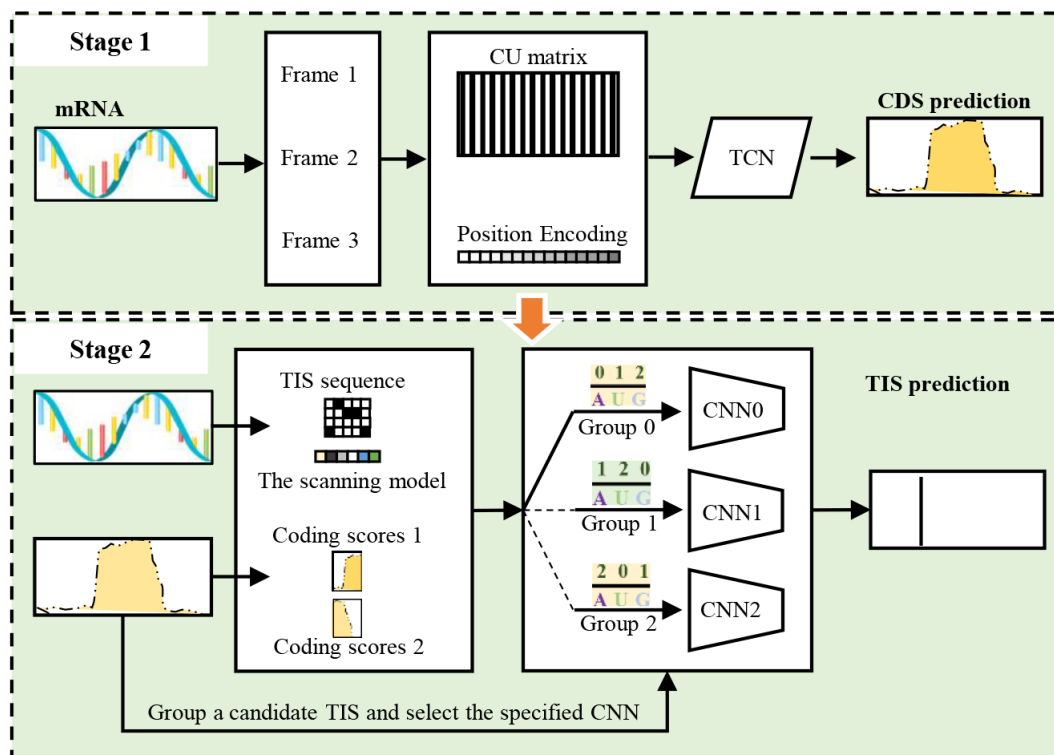 Stage 1
mRNA
Frame 1
Frame 2
Frame 3
CU matrix
Position Encoding
TCN
CDS prediction
Stage 2
TIS sequence
The scanning model
Coding scores 1
Coding scores 2
0 1 2
A U G
Group 0
CNN0
1 2 0
A U G
Group 1
CNN1
2 0 1
A U G
Group 2
CNN2
TIS prediction
Group a candidate TIS and select the specified CNN